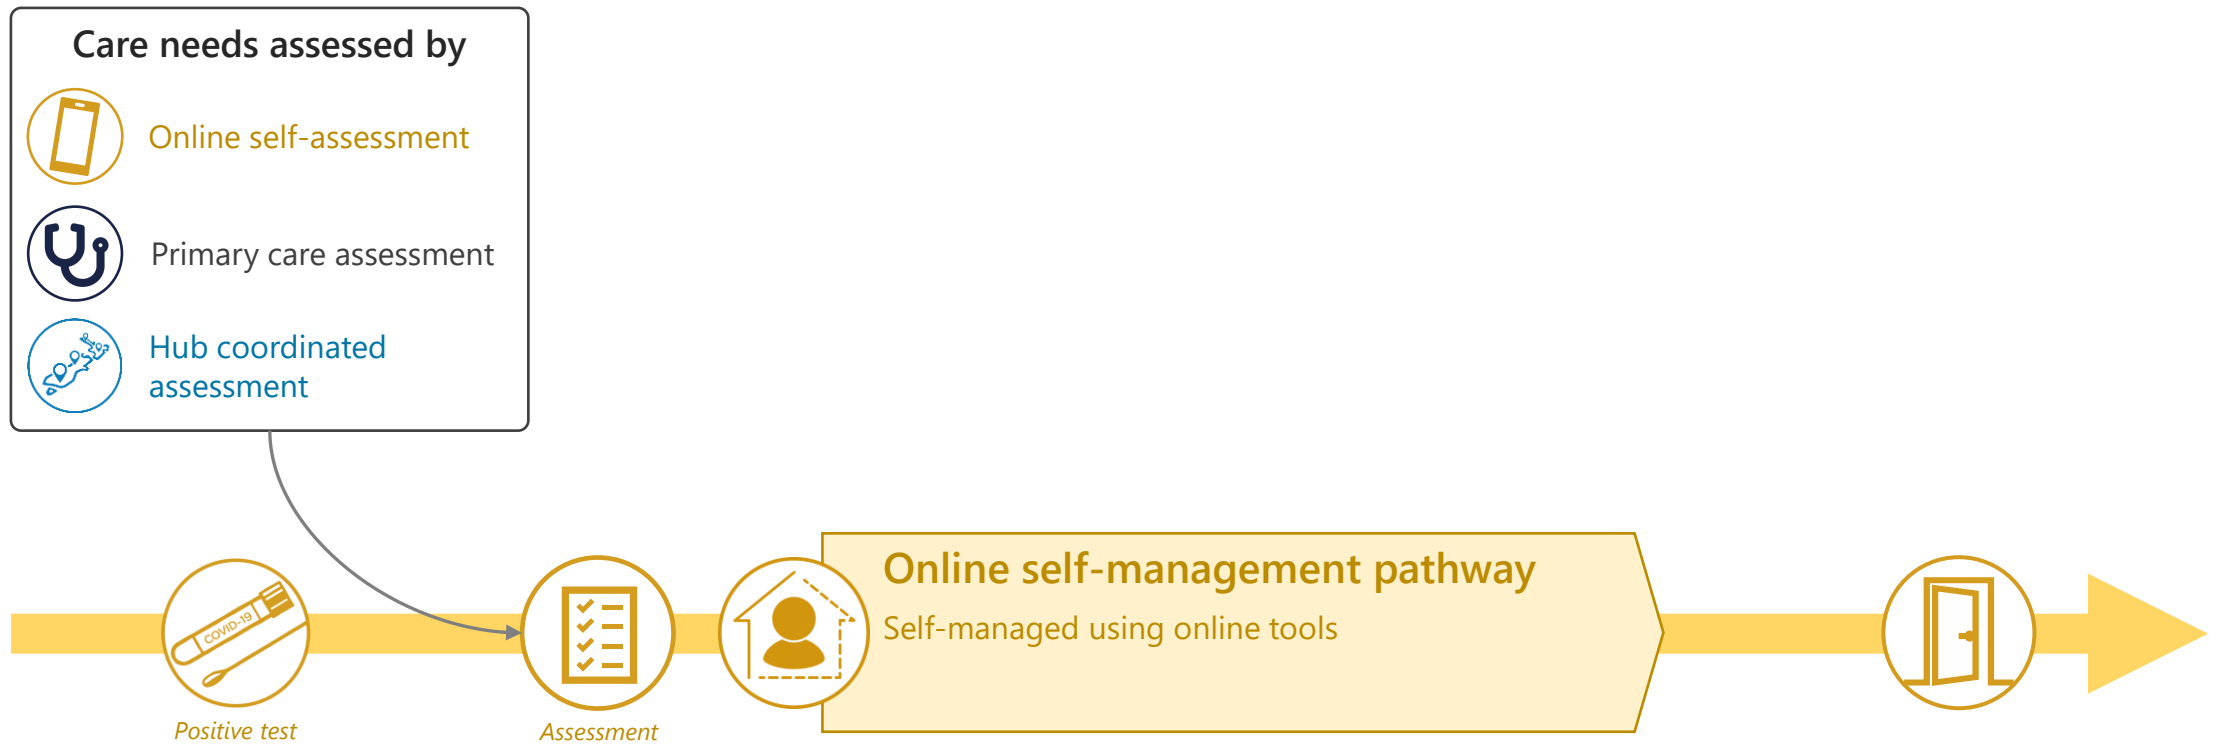 Care needs assessed by
Online self-assessment
Primary care assessment
Hub coordinated
assessment
COVID-19
Positive test
Assessment
Online self-management pathway
Self-managed using online tools